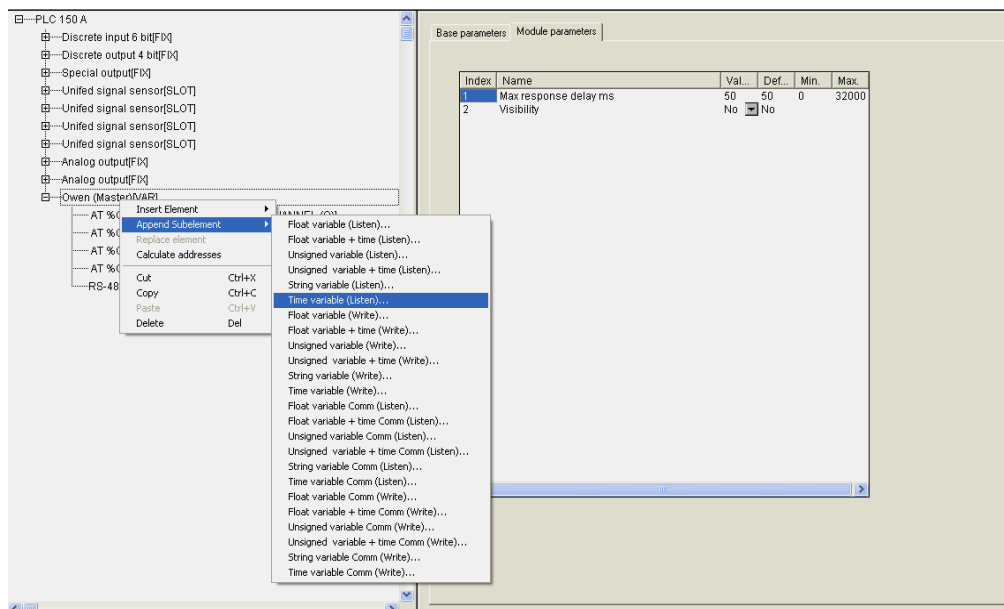 PLC 150 A
Discrete input 6 bit[FIX]
Discrete output 4 bit[FIX]
Special output[FIX]
Unifed signal sensor[SLOT]
Unifed signal sensor[SLOT]
Unifed signal sensor[SLOT]
Unifed signal sensor[SLOT]
Analog output[FIX]
Analog output[FIX]
Owen (Master)[VAR]
AT %
AT %
AT %
AT %
RS-48
Insert Element
Append Subelement
Replace element
Calculate addresses
Cut Ctrl+X
Copy Ctrl+C
Paste Ctrl+V
Delete Del
Float variable (Listen)...
Float variable + time (Listen)...
Unsigned variable (Listen)...
Unsigned variable + time (Listen)...
String variable (Listen)...
Time variable (Listen)...
Float variable (Write)...
Float variable + time (Write)...
Unsigned variable (Write)...
Unsigned variable + time (Write)...
String variable (Write)...
Time variable (Write)...
Float variable Comm (Listen)...
Float variable + time Comm (Listen)...
Unsigned variable Comm (Listen)...
Unsigned variable + time Comm (Listen)...
String variable Comm (Listen)...
Time variable Comm (Listen)...
Float variable Comm (Write)...
Float variable + time Comm (Write)...
Unsigned variable Comm (Write)...
Unsigned variable + time Comm (Write)...
String variable Comm (Write)...
Time variable Comm (Write)...
Base parameters Module parameters
Index Name Val... Def... Min. Max.
1 Max response delay ms 50 50 0 32000
2 Visibility No No